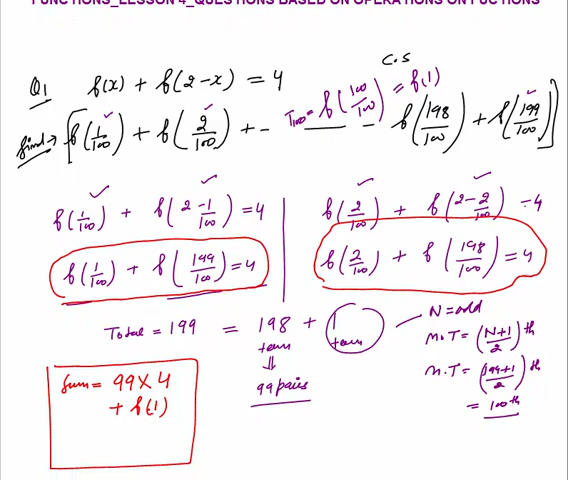 FUNCTIONS_LESSON 4_QUESTIONS BASED ON OPERATIONS ON FUCTIONS
C.S
Q1 f(x) + f(2-x) = 4
T100 = f(100/100) = f(1)
find→ [f(1/100) + f(2/100) + -- -- f(198/100) + f(199/100)]
f(1/100) + f(2-1/100) = 4
f(1/100) + f(199/100) = 4
f(2/100) + f(2-2/100) = 4
f(2/100) + f(198/100) = 4
Total = 199 = 198 term + 1 term
⇓
99 pairs
N = odd
M.T = (N+1/2)th
M.T = (199+1/2)th
= 100th
Sum = 99 × 4
+ f(1)